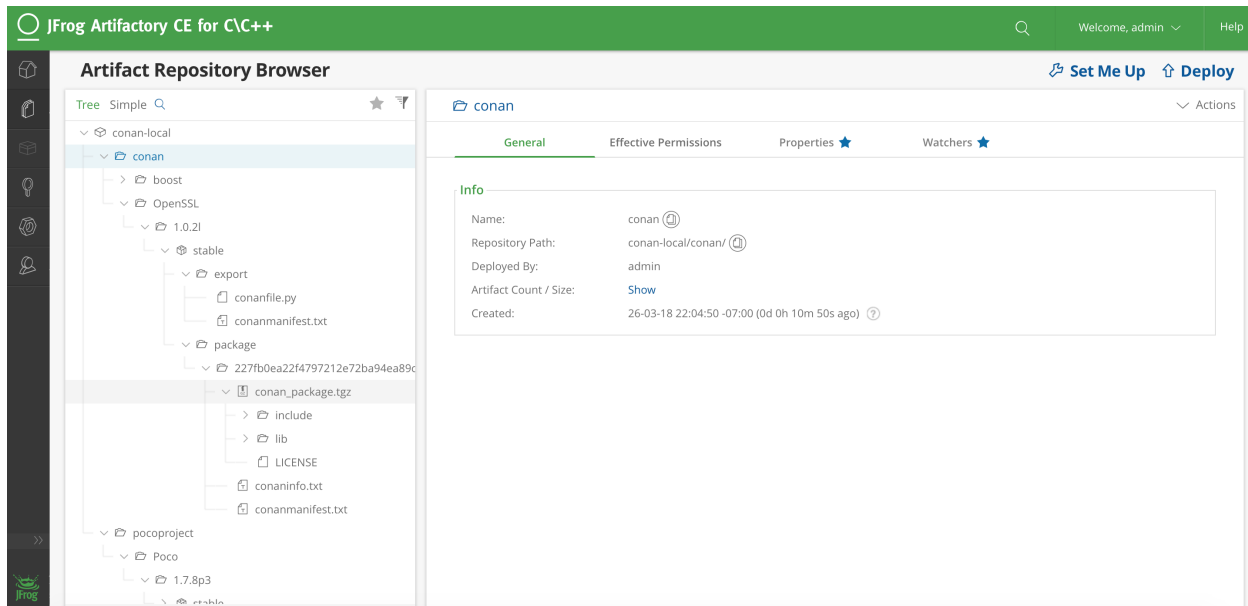 JFrog Artifactory CE for C\C++
Welcome, admin
Help
Artifact Repository Browser
Set Me Up
Deploy
Tree Simple
conan-local
conan
boost
OpenSSL
1.0.2l
stable
export
conanfile.py
conanmanifest.txt
package
227fb0ea22f4797212e72ba94ea89c
conan_package.tgz
include
lib
LICENSE
conaninfo.txt
conanmanifest.txt
pocoproject
Poco
1.7.8p3
stable
conan
Actions
General Effective Permissions Properties Watchers
Info
Name: conan
Repository Path: conan-local/conan/
Deployed By: admin
Artifact Count / Size: Show
Created: 26-03-18 22:04:50 -07:00 (0d 0h 10m 50s ago) ?
JFrog